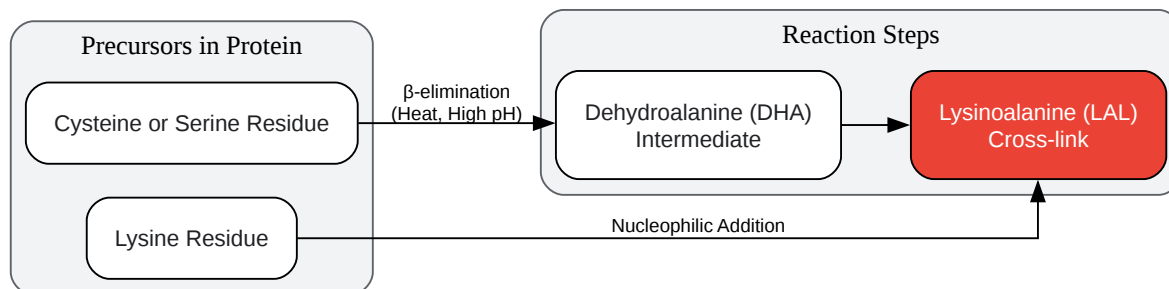 Precursors in Protein
Cysteine or Serine Residue
Lysine Residue
β-elimination
(Heat, High pH)
Nucleophilic Addition
Reaction Steps
Dehydroalanine (DHA)
Intermediate
Lysinoalanine (LAL)
Cross-link